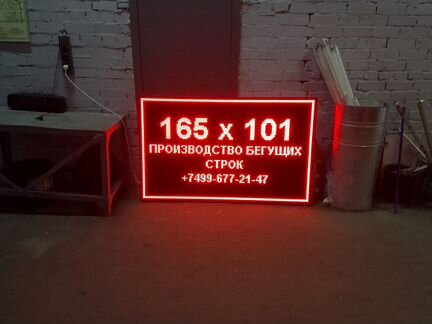 165 x 101
ПРОИЗВОДСТВО БЕГУЩИХ
СТРОК
+7499-677-21-47